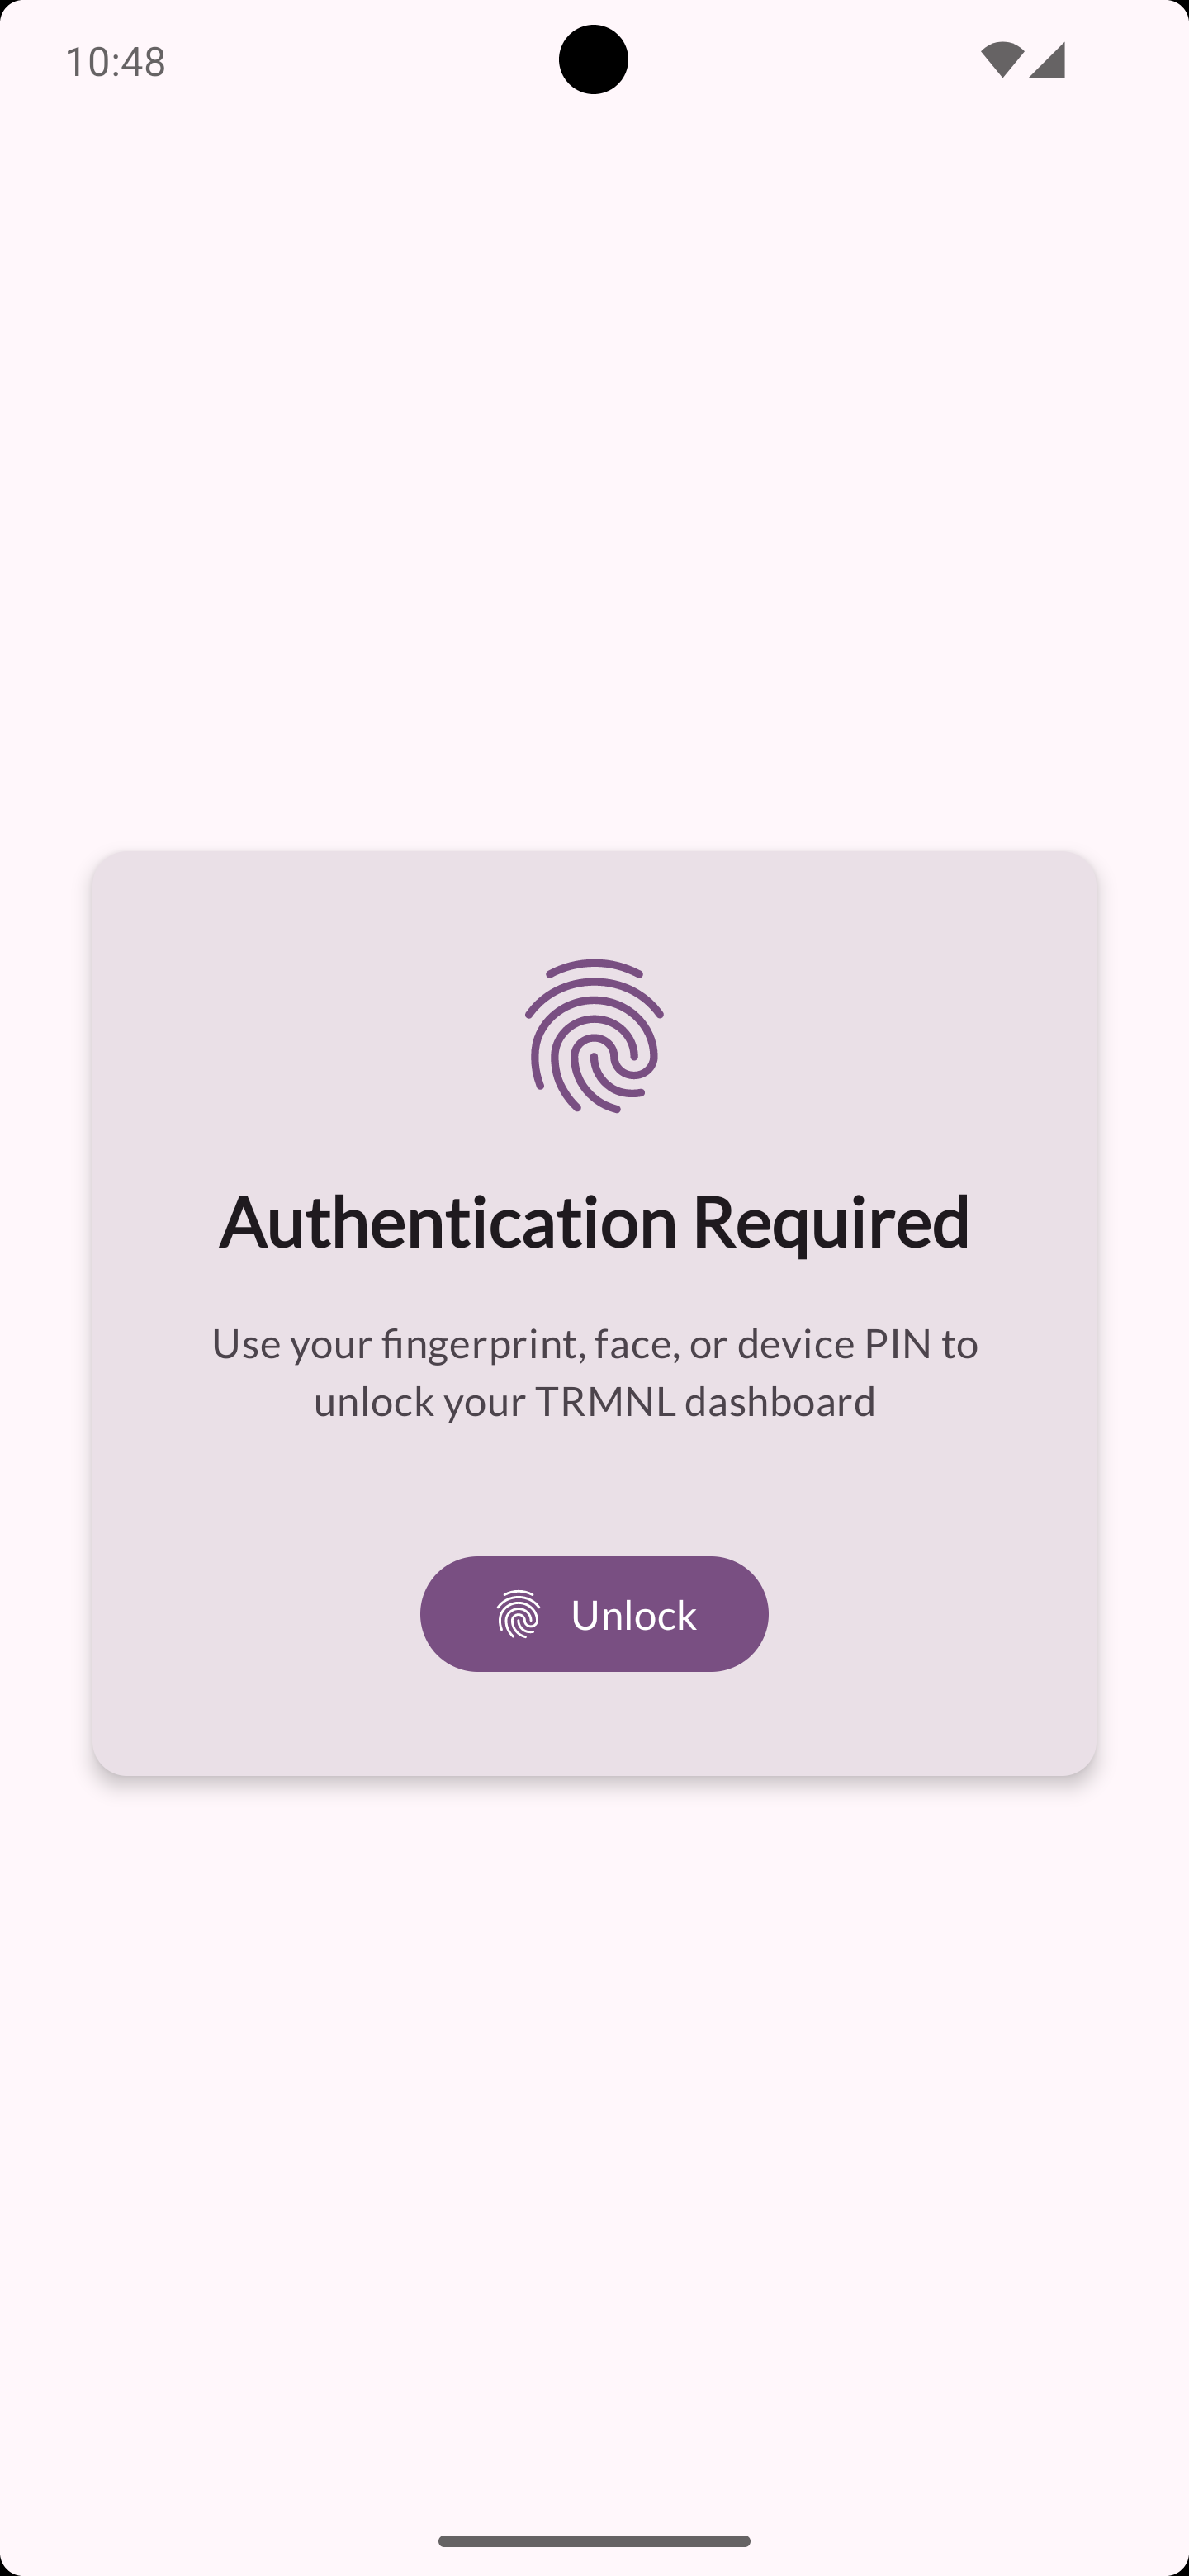 10:48
Authentication Required
Use your fingerprint, face, or device PIN to
unlock your TRMNL dashboard
Unlock